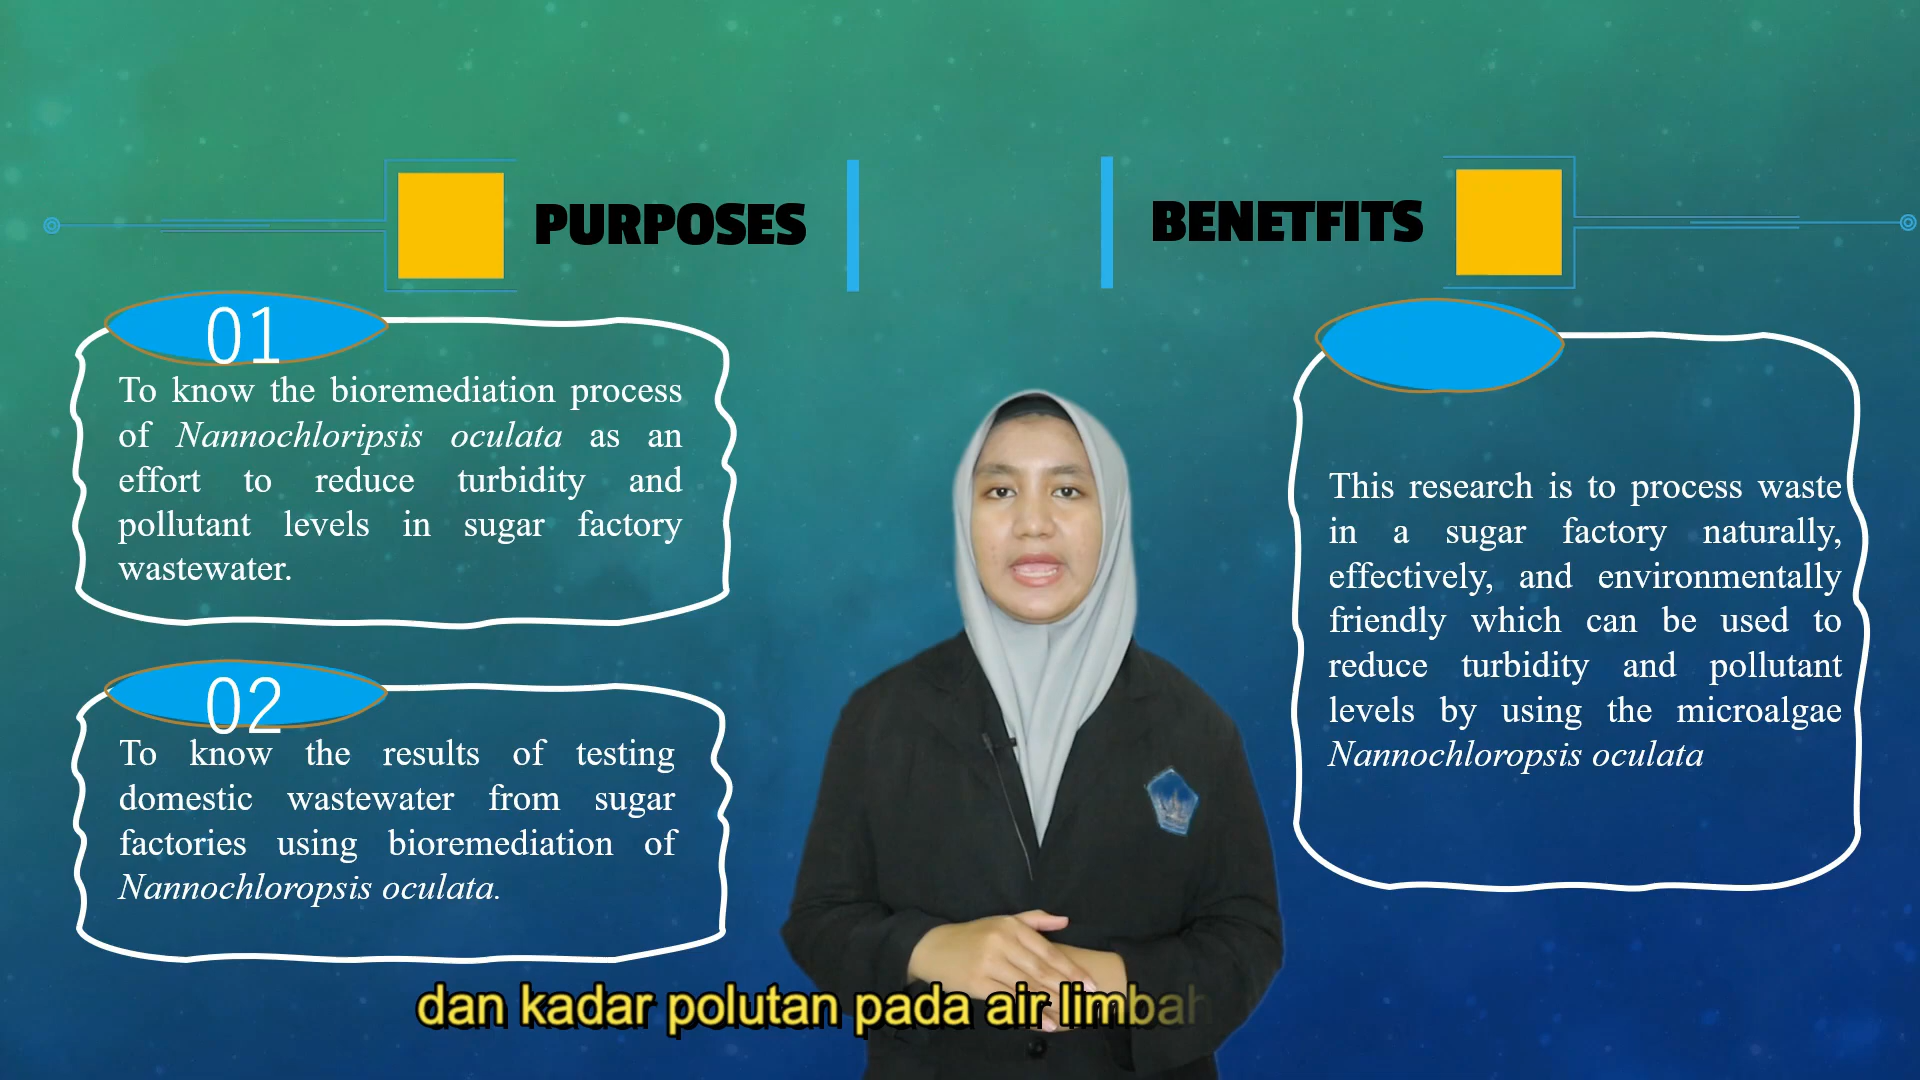 PURPOSES
01
To know the bioremediation process
of Nannochloripsis oculata as an
effort to reduce turbidity and
pollutant levels in sugar factory
wastewater.
02
To know the results of testing
domestic wastewater from sugar
factories using bioremediation of
Nannochloropsis oculata.
BENETFITS
This research is to process waste
in a sugar factory naturally,
effectively, and environmentally
friendly which can be used to
reduce turbidity and pollutant
levels by using the microalgae
Nannochloropsis oculata
dan kadar polutan pada air limbah